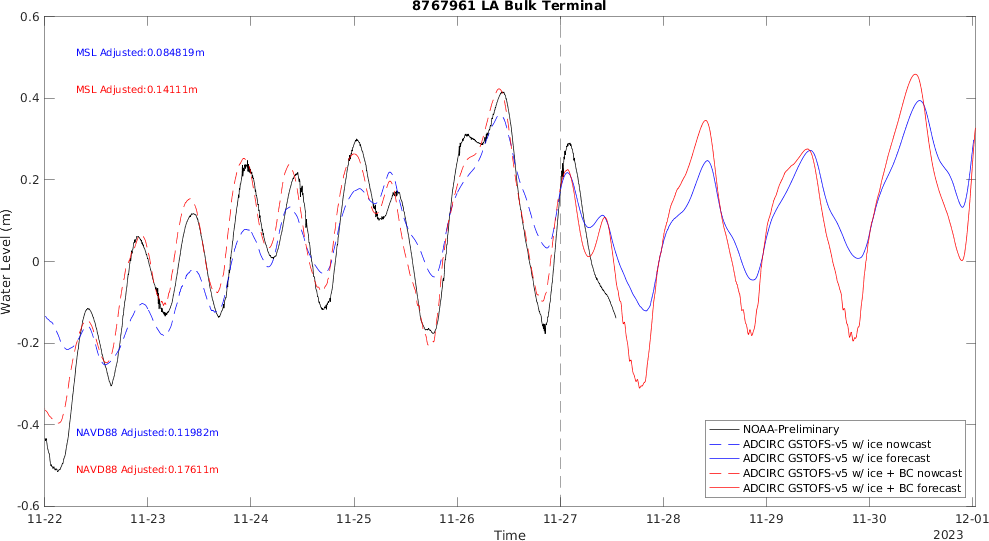 8767961 LA Bulk Terminal
MSL Adjusted:0.084819m
MSL Adjusted:0.14111m
NAVD88 Adjusted:0.11982m
NAVD88 Adjusted:0.17611m
Water Level (m)
0.6
0.4
0.2
0
-0.2
-0.4
-0.6
NOAA-Preliminary
ADCIRC GSTOFS-v5 w/ ice nowcast
ADCIRC GSTOFS-v5 w/ ice forecast
ADCIRC GSTOFS-v5 w/ ice + BC nowcast
ADCIRC GSTOFS-v5 w/ ice + BC forecast
11-22 11-23 11-24 11-25 11-26 11-27 11-28 11-29 11-30 12-01
Time
2023